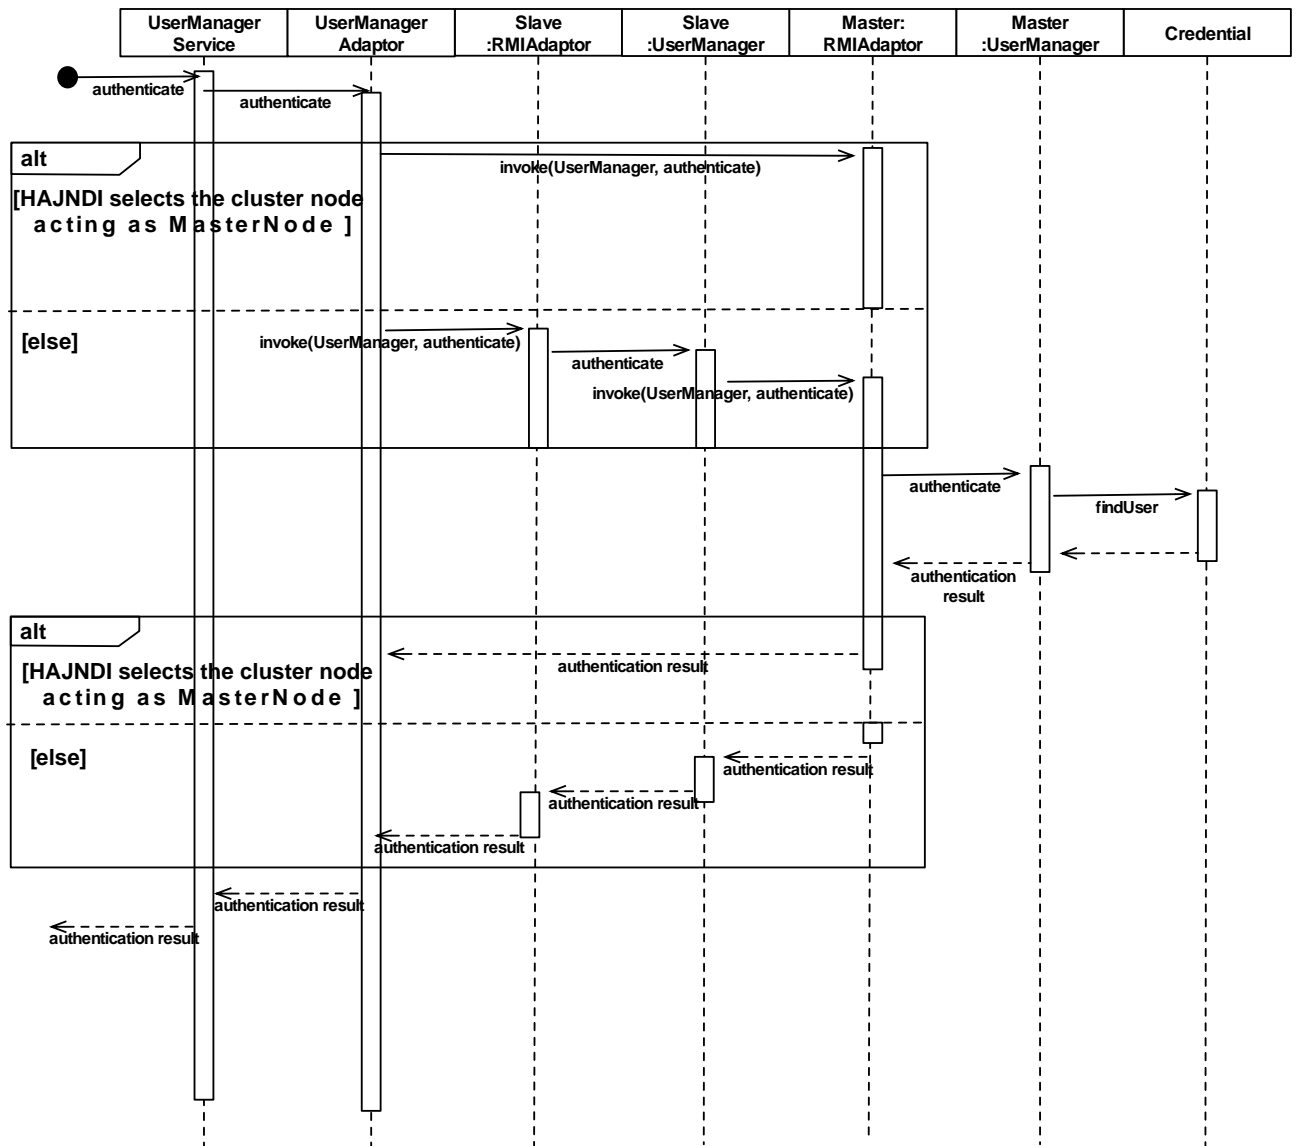 UserManager
Service
UserManager
Adaptor
Slave
:RMIAdaptor
Slave
:UserManager
Master:
RMIAdaptor
Master
:UserManager
Credential
authenticate
authenticate
alt
invoke(UserManager, authenticate)
[HAJNDI selects the cluster node
acting as MasterNode ]
[else]
invoke(UserManager, authenticate)
authenticate
invoke(UserManager, authenticate)
authenticate
findUser
authentication
result
alt
authentication result
[HAJNDI selects the cluster node
acting as MasterNode ]
[else]
authentication result
authentication result
authentication result
authentication result
authentication result